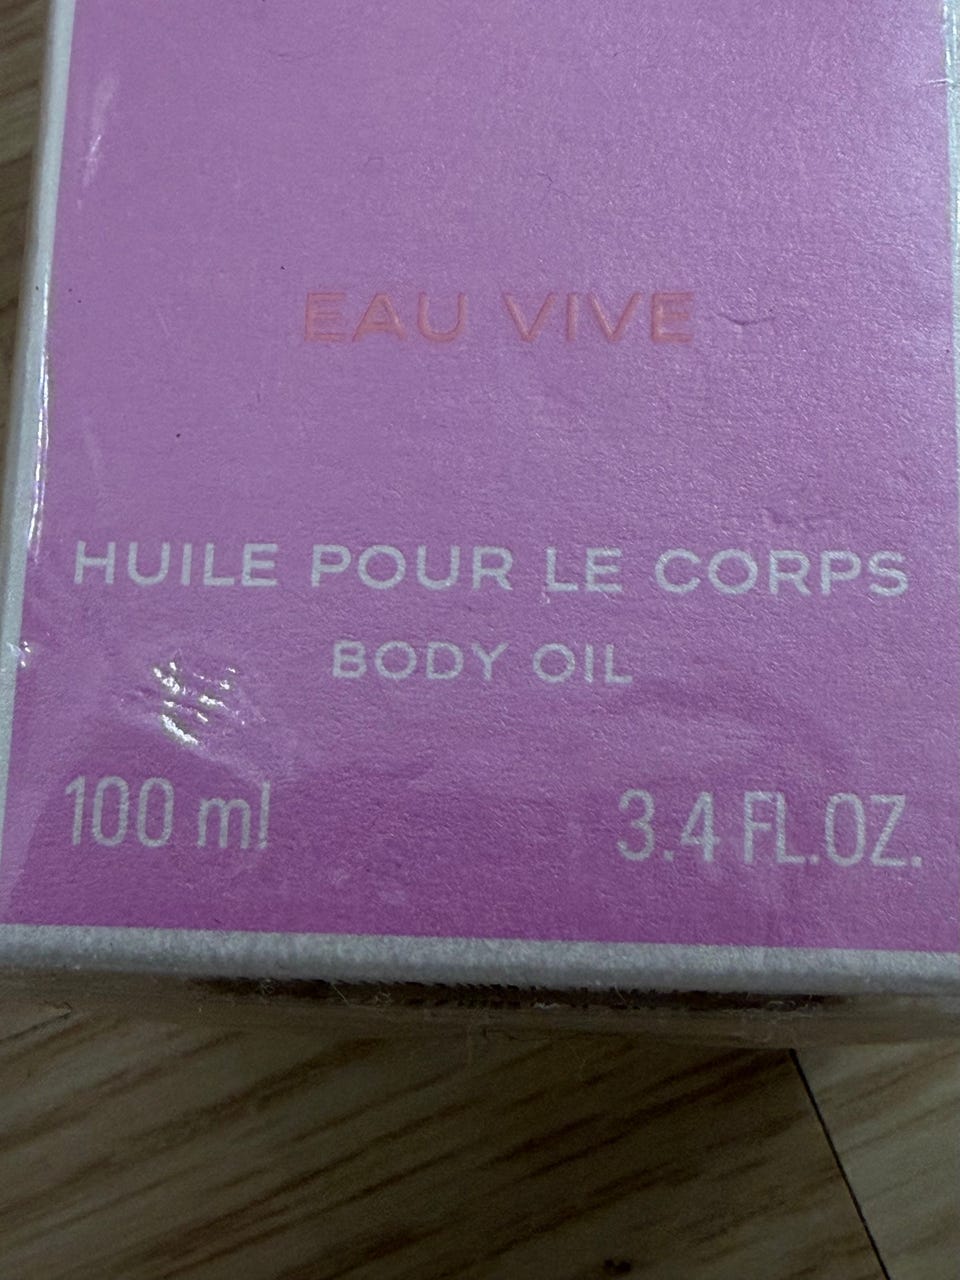 EAU VIVE
HUILE POUR LE CORPS
BODY OIL
100 ml 3.4 FL.OZ.